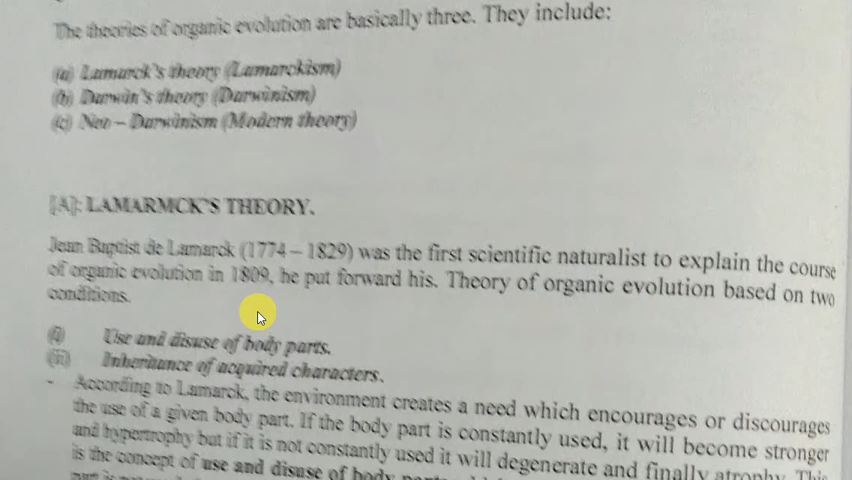 The theories of organic evolution are basically three. They include:
(a) Lamarck's theory (Lamarckism)
(b) Darwin's theory (Darwinism)
(c) Neo – Darwinism (Modern theory)
[A]: LAMARMCK'S THEORY.
Jean Baptist de Lamarck (1774 – 1829) was the first scientific naturalist to explain the course
of organic evolution in 1809, he put forward his. Theory of organic evolution based on two
conditions.
(i) Use and disuse of body parts.
(ii) Inheritance of acquired characters.
- According to Lamarck, the environment creates a need which encourages or discourages
the use of a given body part. If the body part is constantly used, it will become stronger
and hypertrophy but if it is not constantly used it will degenerate and finally atrophy. This
is the concept of use and disuse of body